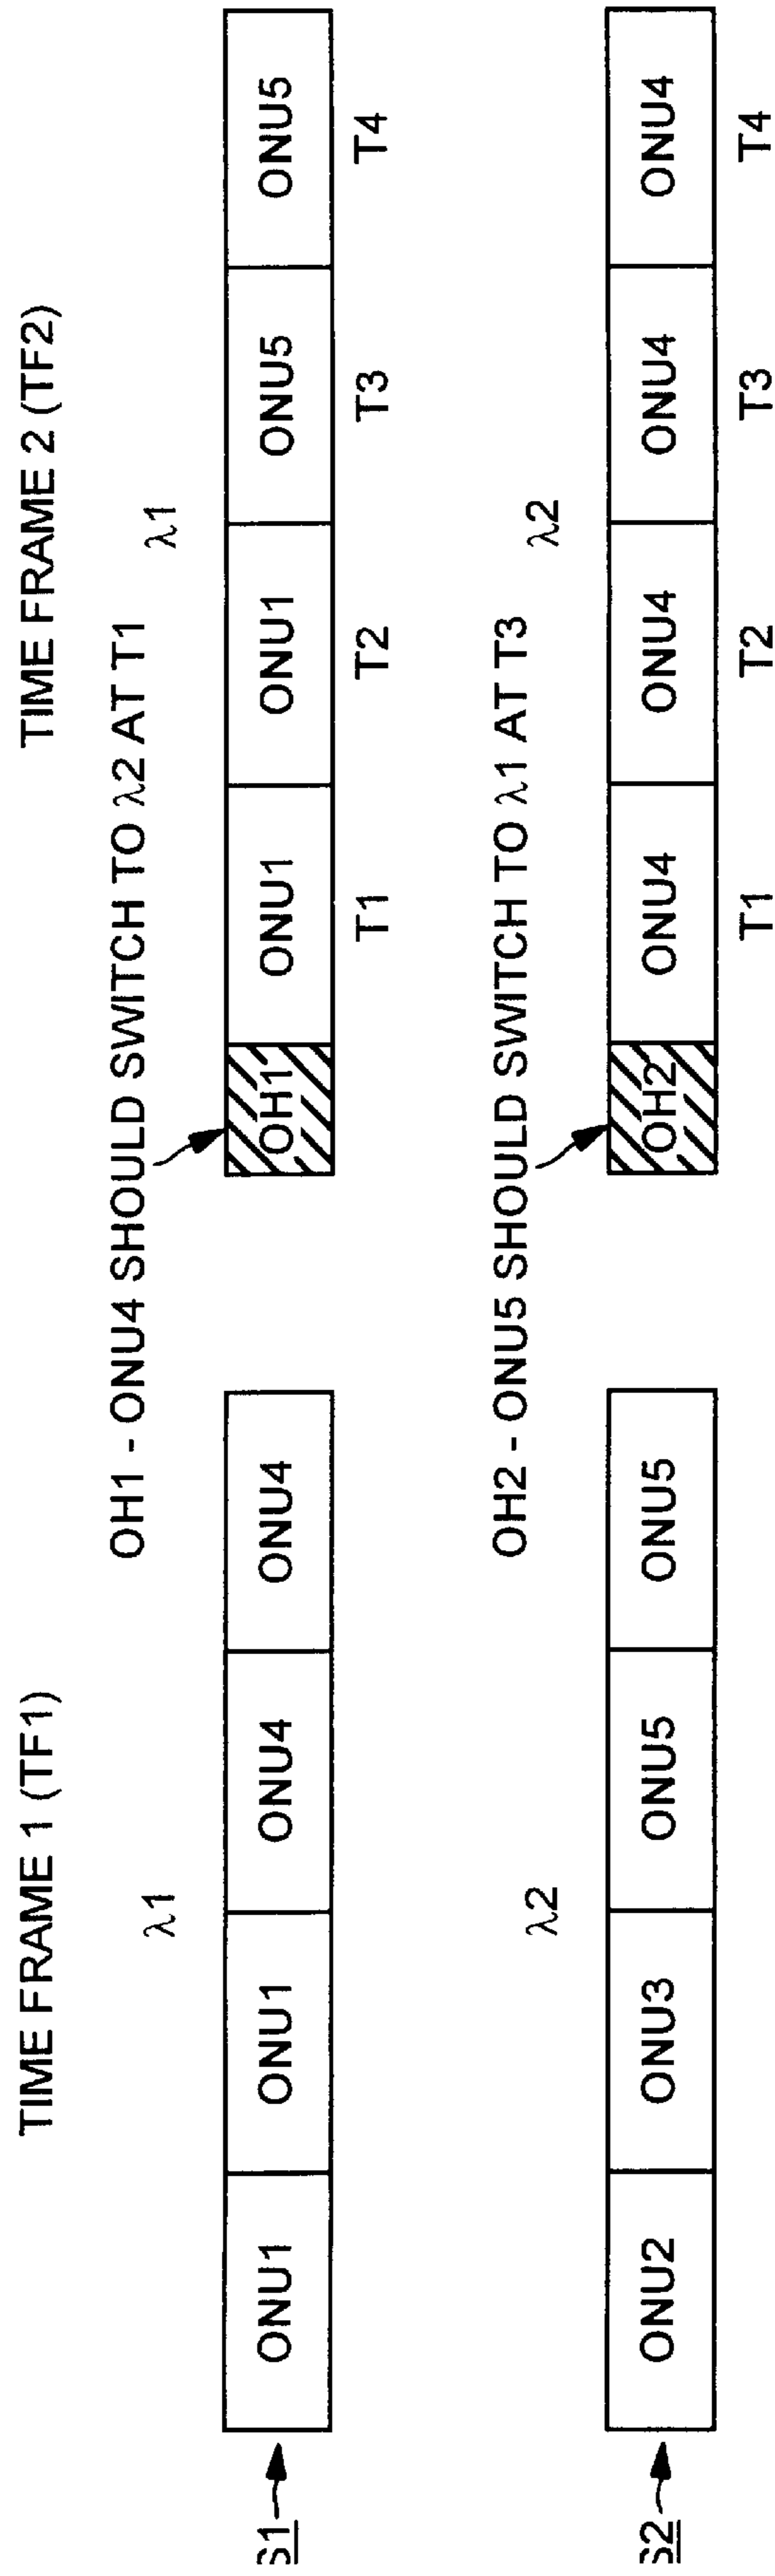 TIME FRAME 1 (TF1)
λ1
S1
ONU1
ONU1
ONU4
ONU4
λ2
S2
ONU2
ONU3
ONU5
ONU5
TIME FRAME 2 (TF2)
OH1 - ONU4 SHOULD SWITCH TO λ2 AT T1
λ1
OH1
ONU1
ONU1
ONU5
ONU5
T1
T2
T3
T4
OH2 - ONU5 SHOULD SWITCH TO λ1 AT T3
λ2
OH2
ONU4
ONU4
ONU4
ONU4
T1
T2
T3
T4